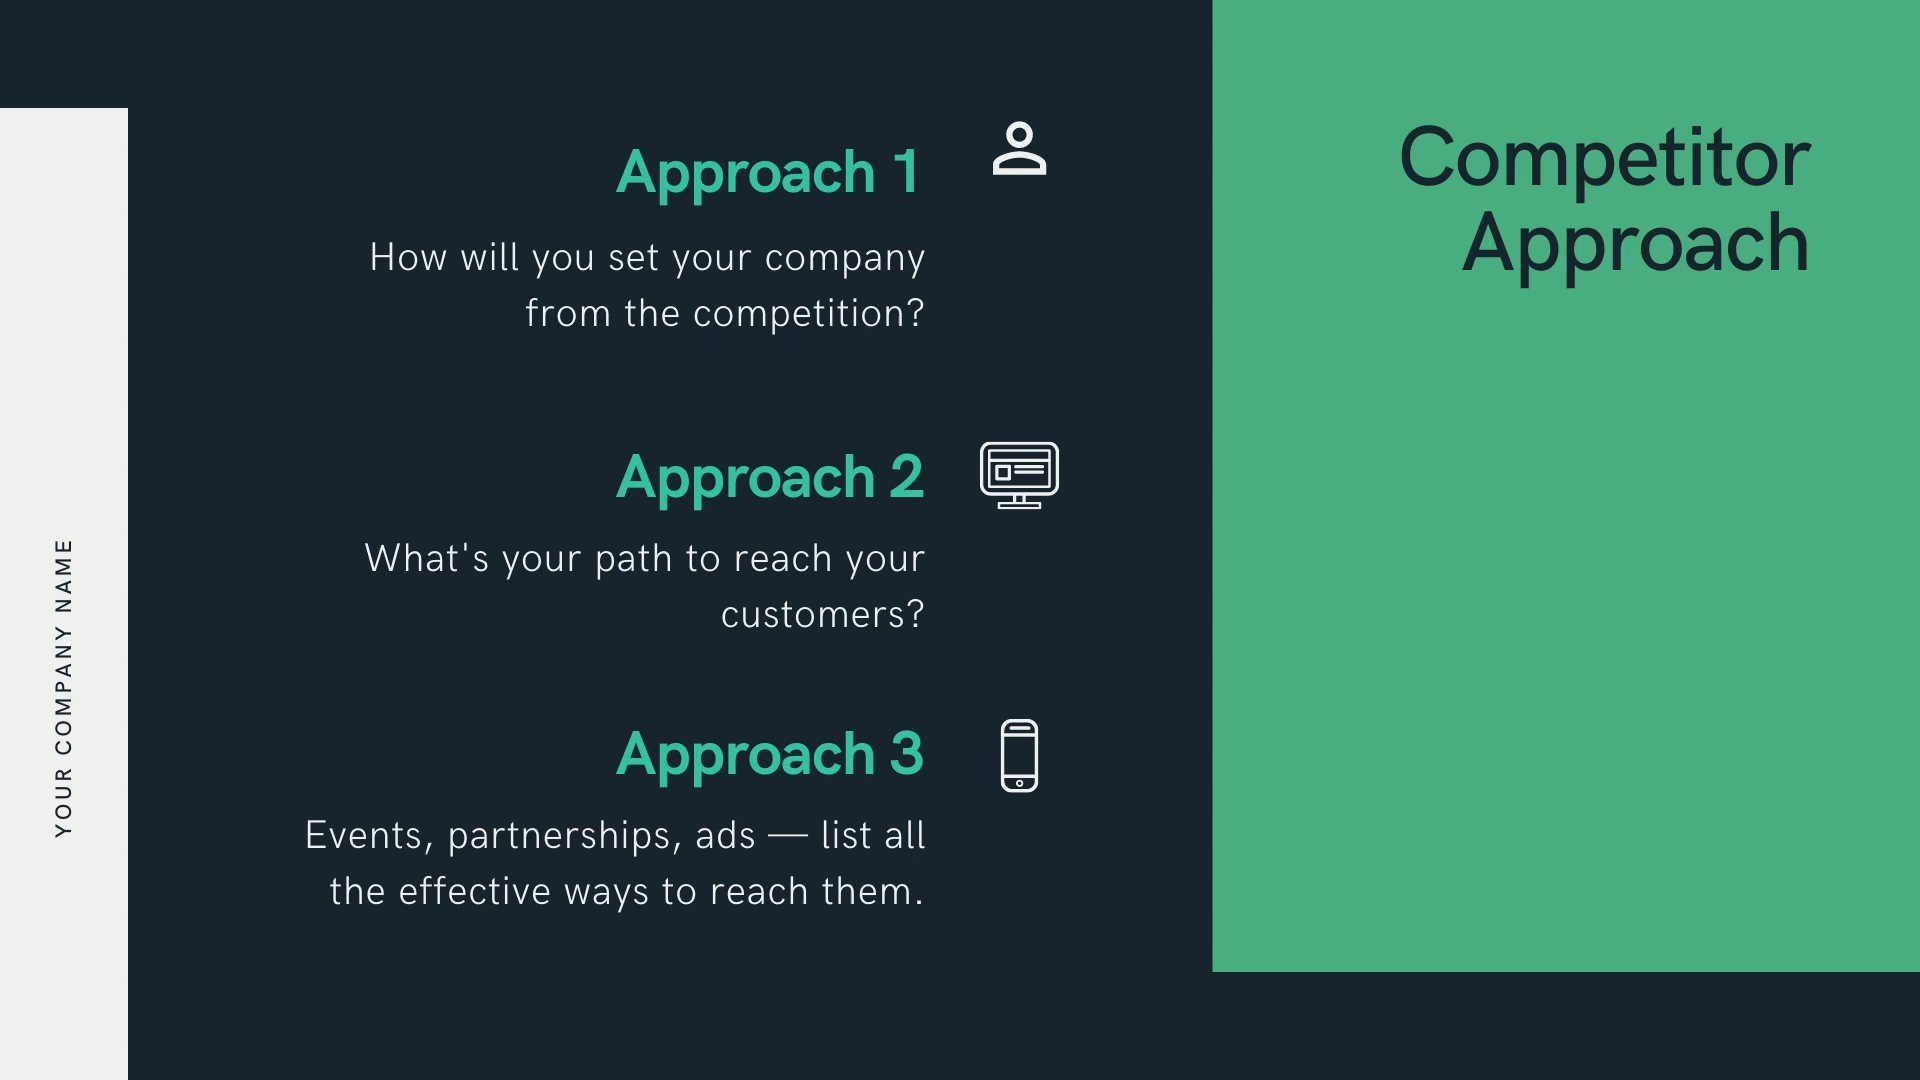 Competitor
Approach
Approach 1
How will you set your company
from the competition?
Approach 2
What's your path to reach your
customers?
Approach 3
Events, partnerships, ads — list all
the effective ways to reach them.
YOUR COMPANY NAME